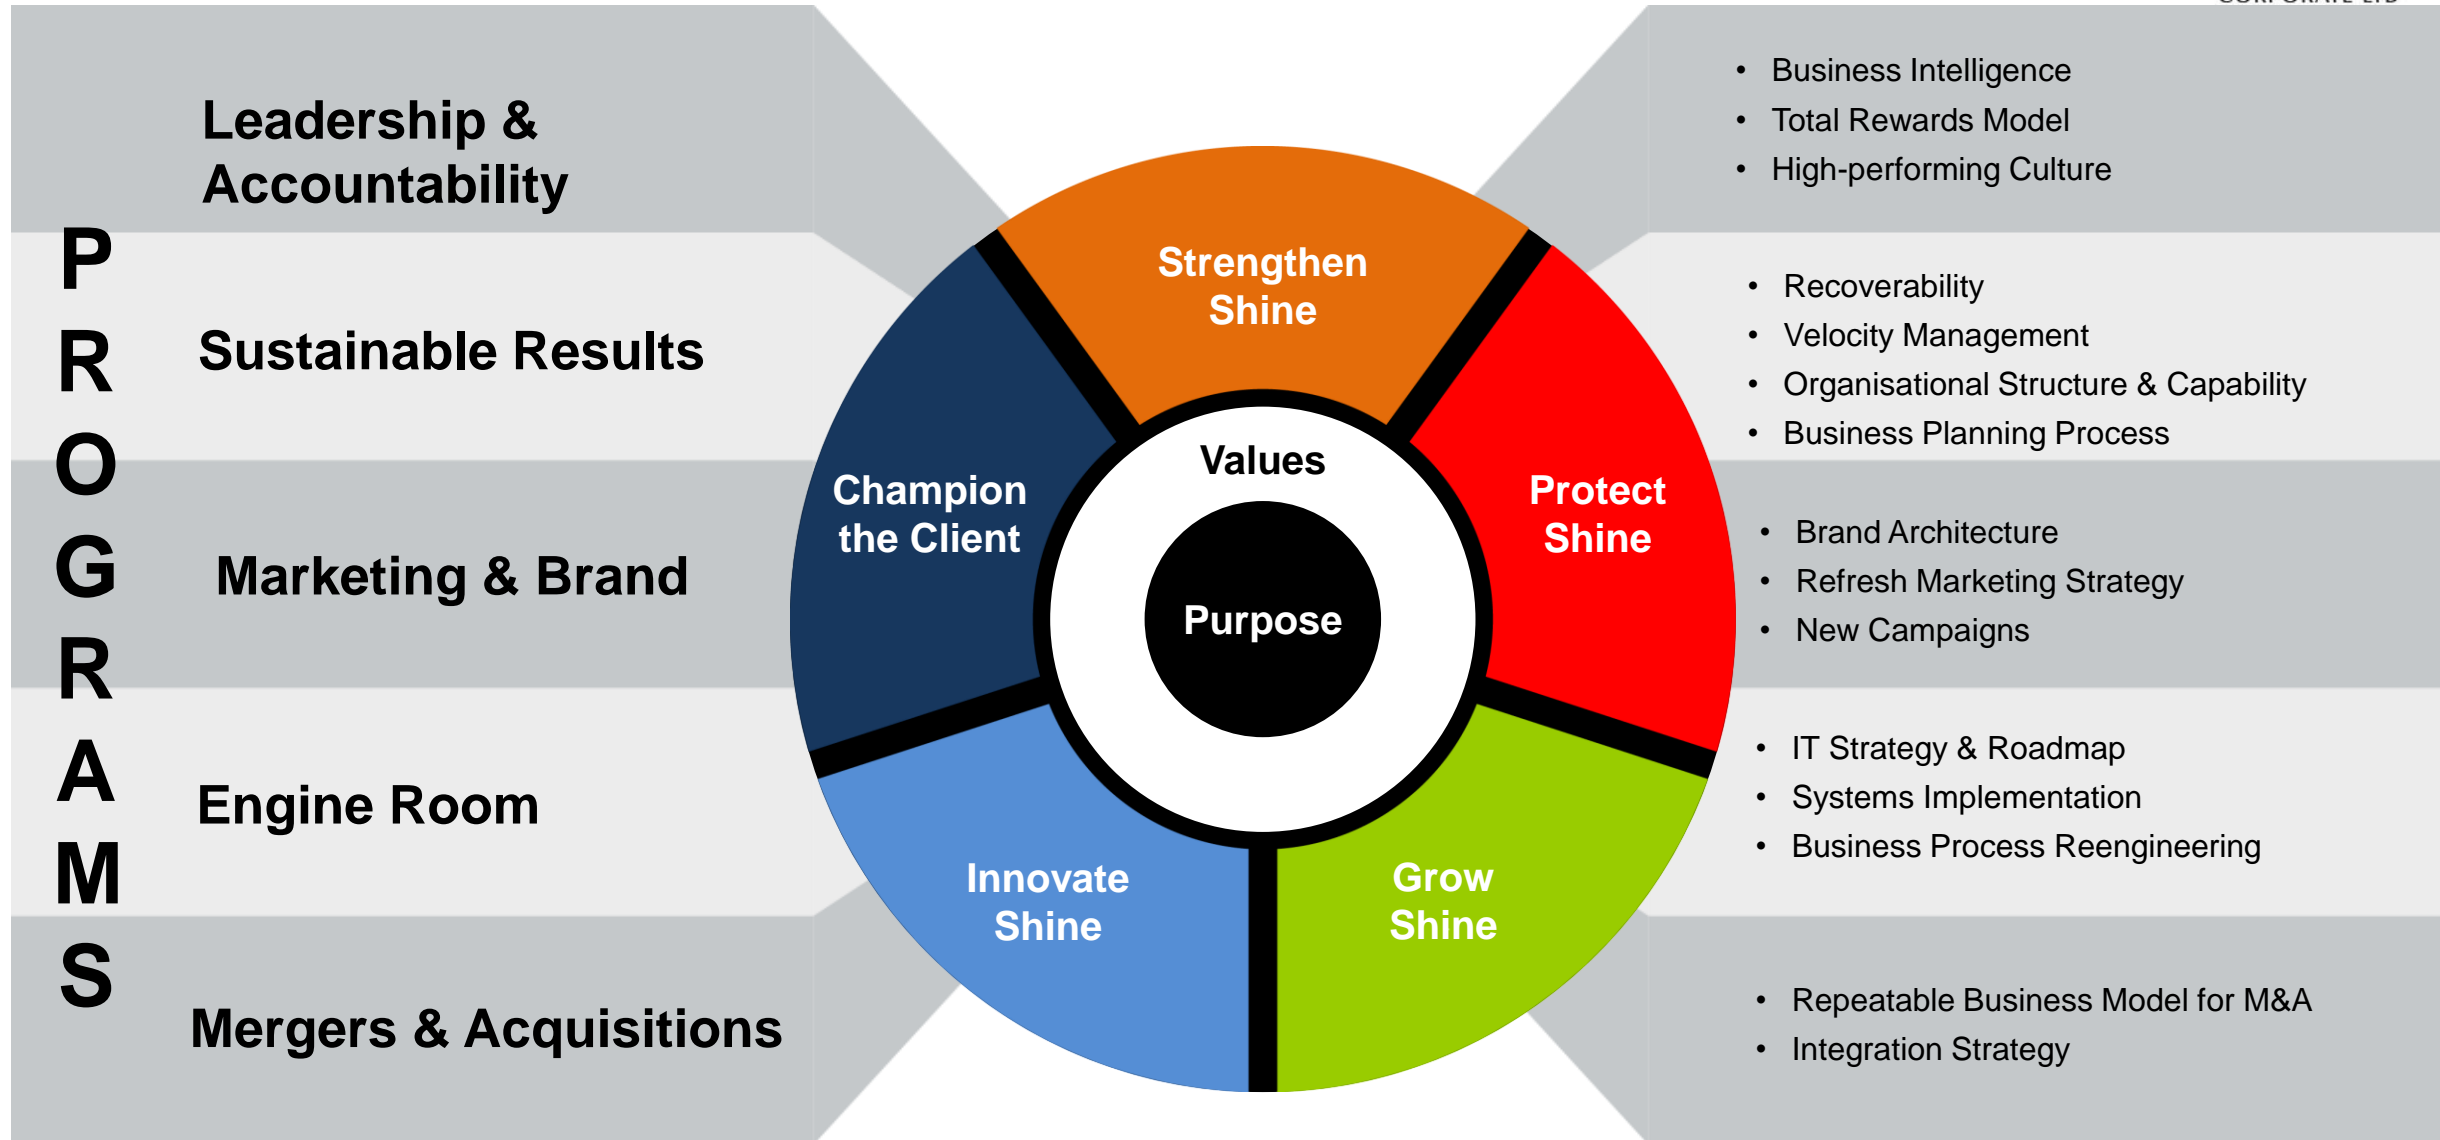 Leadership &
Accountability
Sustainable Results
Marketing & Brand
Engine Room
Mergers & Acquisitions
PROGRAMS
Strengthen
Shine
Champion
the Client
Protect
Shine
Innovate
Shine
Grow
Shine
Values
Purpose
• Business Intelligence
• Total Rewards Model
• High-performing Culture
• Recoverability
• Velocity Management
• Organisational Structure & Capability
• Business Planning Process
• Brand Architecture
• Refresh Marketing Strategy
• New Campaigns
• IT Strategy & Roadmap
• Systems Implementation
• Business Process Reengineering
• Repeatable Business Model for M&A
• Integration Strategy